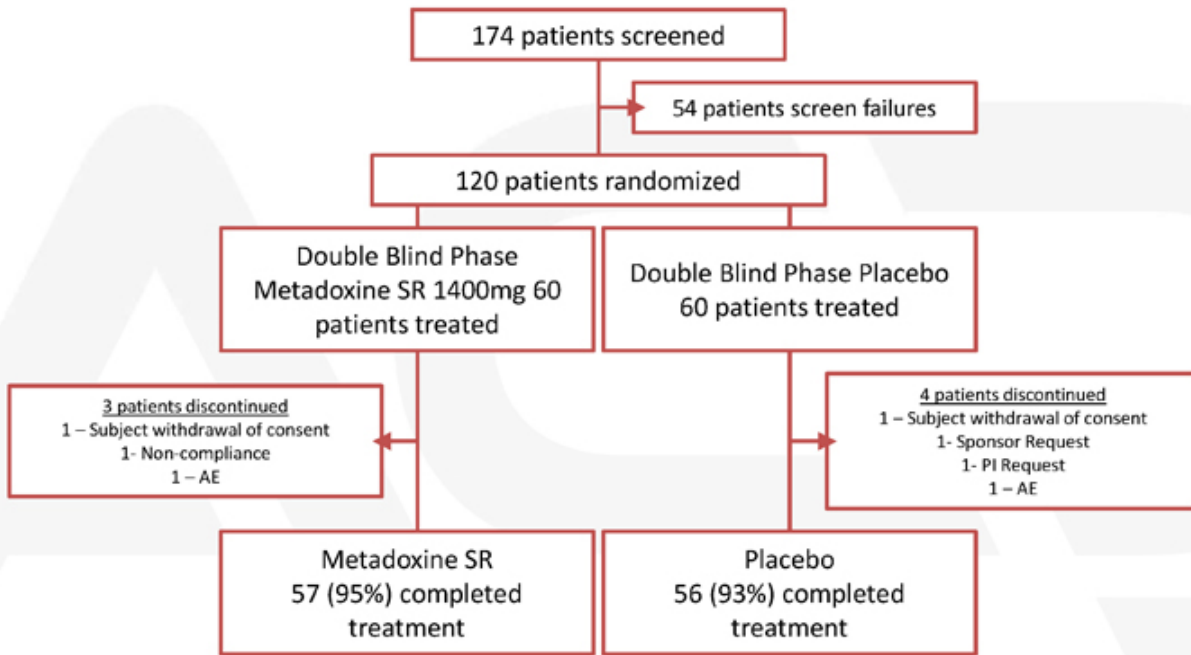 174 patients screened
54 patients screen failures
120 patients randomized
Double Blind Phase
Metadoxine SR 1400mg 60
patients treated
Double Blind Phase Placebo
60 patients treated
3 patients discontinued
1 – Subject withdrawal of consent
1- Non-compliance
1 – AE
4 patients discontinued
1 – Subject withdrawal of consent
1- Sponsor Request
1- PI Request
1 – AE
Metadoxine SR
57 (95%) completed
treatment
Placebo
56 (93%) completed
treatment